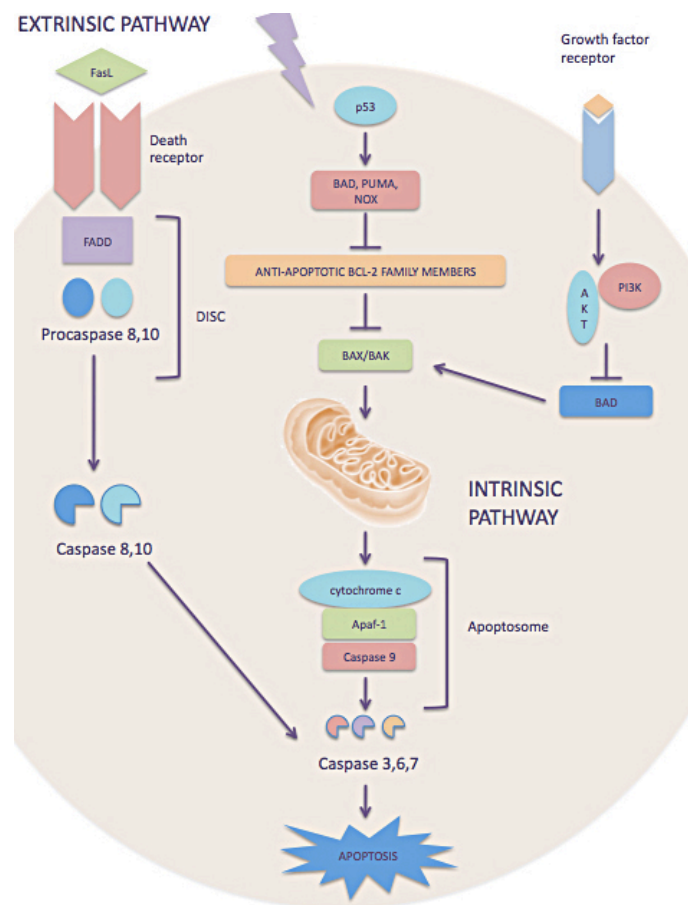 EXTRINSIC PATHWAY
FasL
Death
receptor
FADD
Procaspase 8,10
DISC
Caspase 8,10
p53
BAD, PUMA,
NOX
ANTI-APOPTOTIC BCL-2 FAMILY MEMBERS
BAX/BAK
Growth factor
receptor
A
K
T
PI3K
BAD
INTRINSIC
PATHWAY
cytochrome c
Apaf-1
Caspase 9
Apoptosome
Caspase 3,6,7
APOPTOSIS